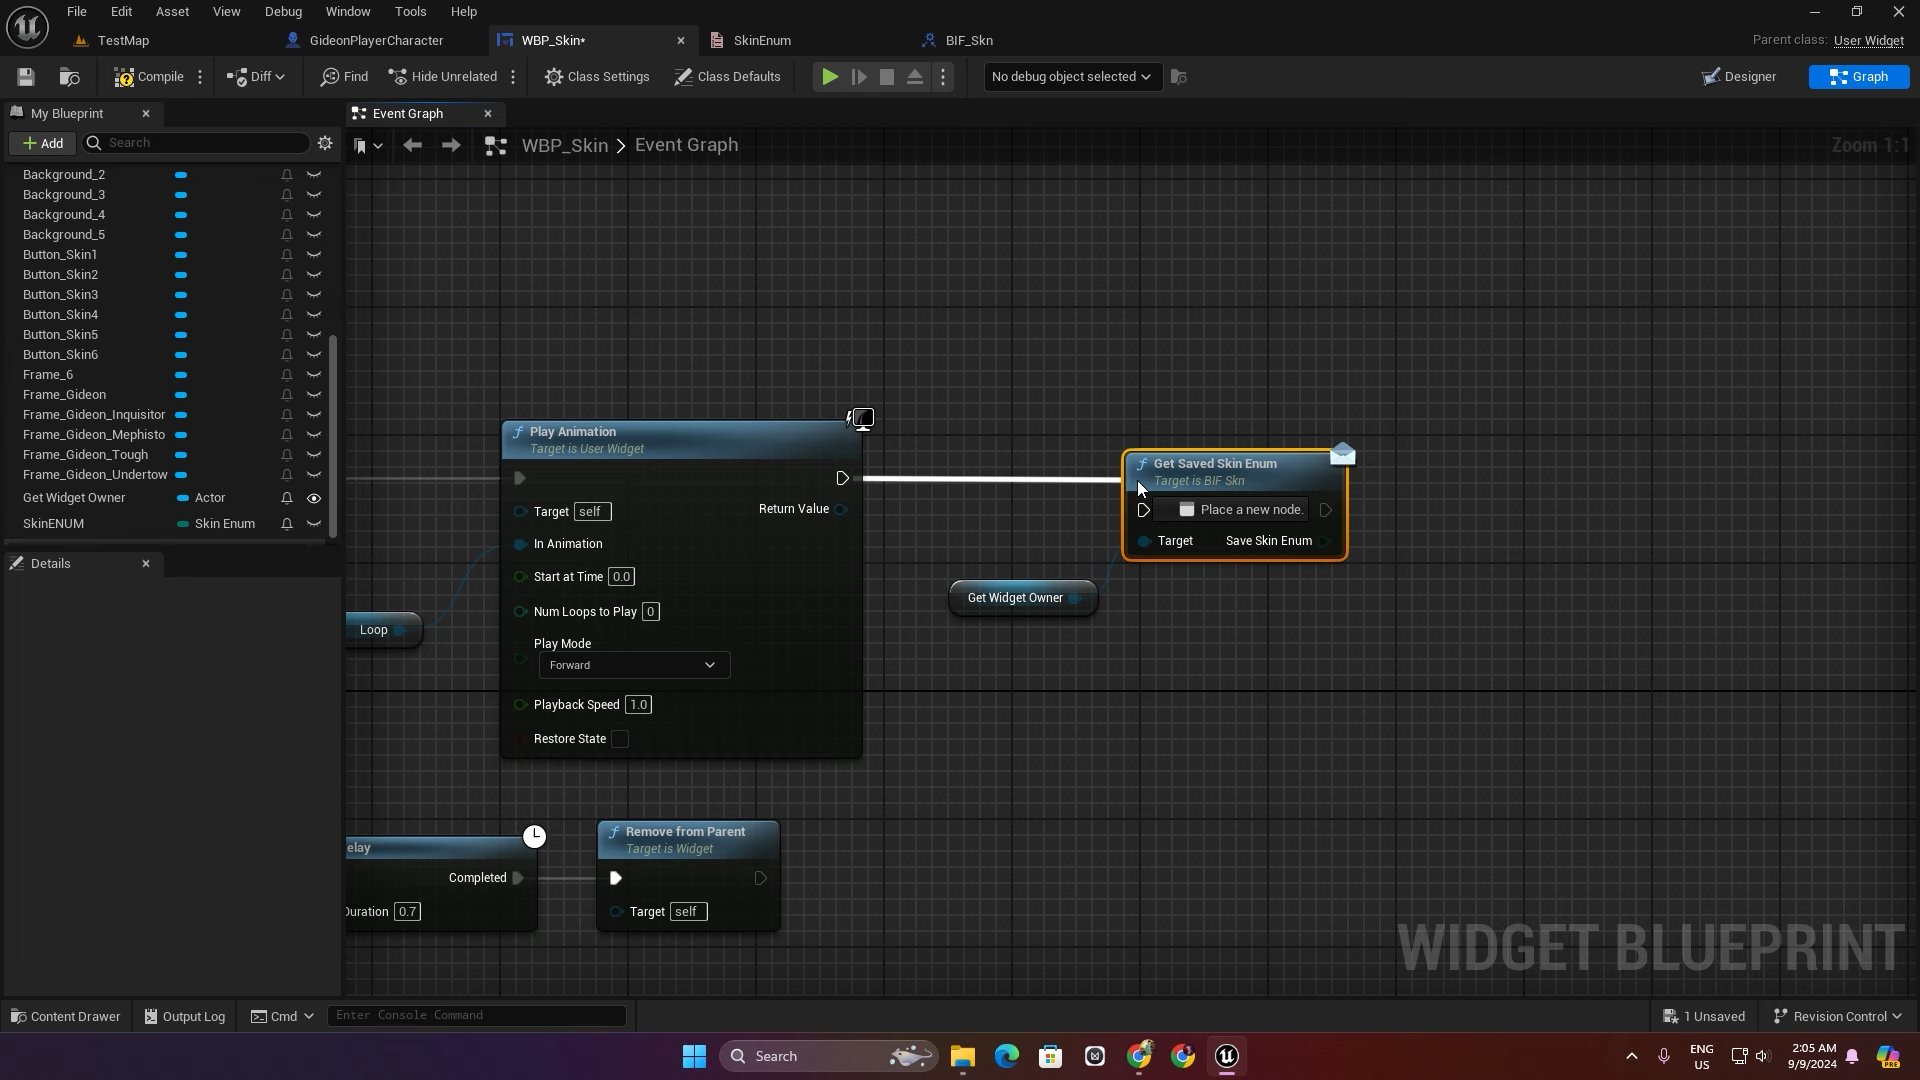 File Edit Asset View Debug Window Tools Help
TestMap GideonPlayerCharacter WBP_Skin* SkinEnum BIF_Skn Parent class: User Widget
Compile Diff Find Hide Unrelated Class Settings Class Defaults No debug object selected Designer Graph
My Blueprint Event Graph
Add Search WBP_Skin > Event Graph Zoom 1:1
Background_2
Background_3
Background_4
Background_5
Button_Skin1
Button_Skin2
Button_Skin3
Button_Skin4
Button_Skin5
Button_Skin6
Frame_6
Frame_Gideon
Frame_Gideon_Inquisitor
Frame_Gideon_Mephisto
Frame_Gideon_Tough
Frame_Gideon_Undertow
Get Widget Owner Actor
SkinENUM Skin Enum
Details
Play Animation
Target is User Widget
Target self Return Value
In Animation
Start at Time 0.0
Num Loops to Play 0
Play Mode
Forward
Playback Speed 1.0
Restore State
Loop
Get Saved Skin Enum
Target is BIF Skn
Place a new node.
Target Save Skin Enum
Get Widget Owner
elay
Completed
Duration 0.7
Remove from Parent
Target is Widget
Target self
WIDGET BLUEPRINT
Content Drawer Output Log Cmd Enter Console Command 1 Unsaved Revision Control
Search ENG US 2:05 AM 9/9/2024 PRE